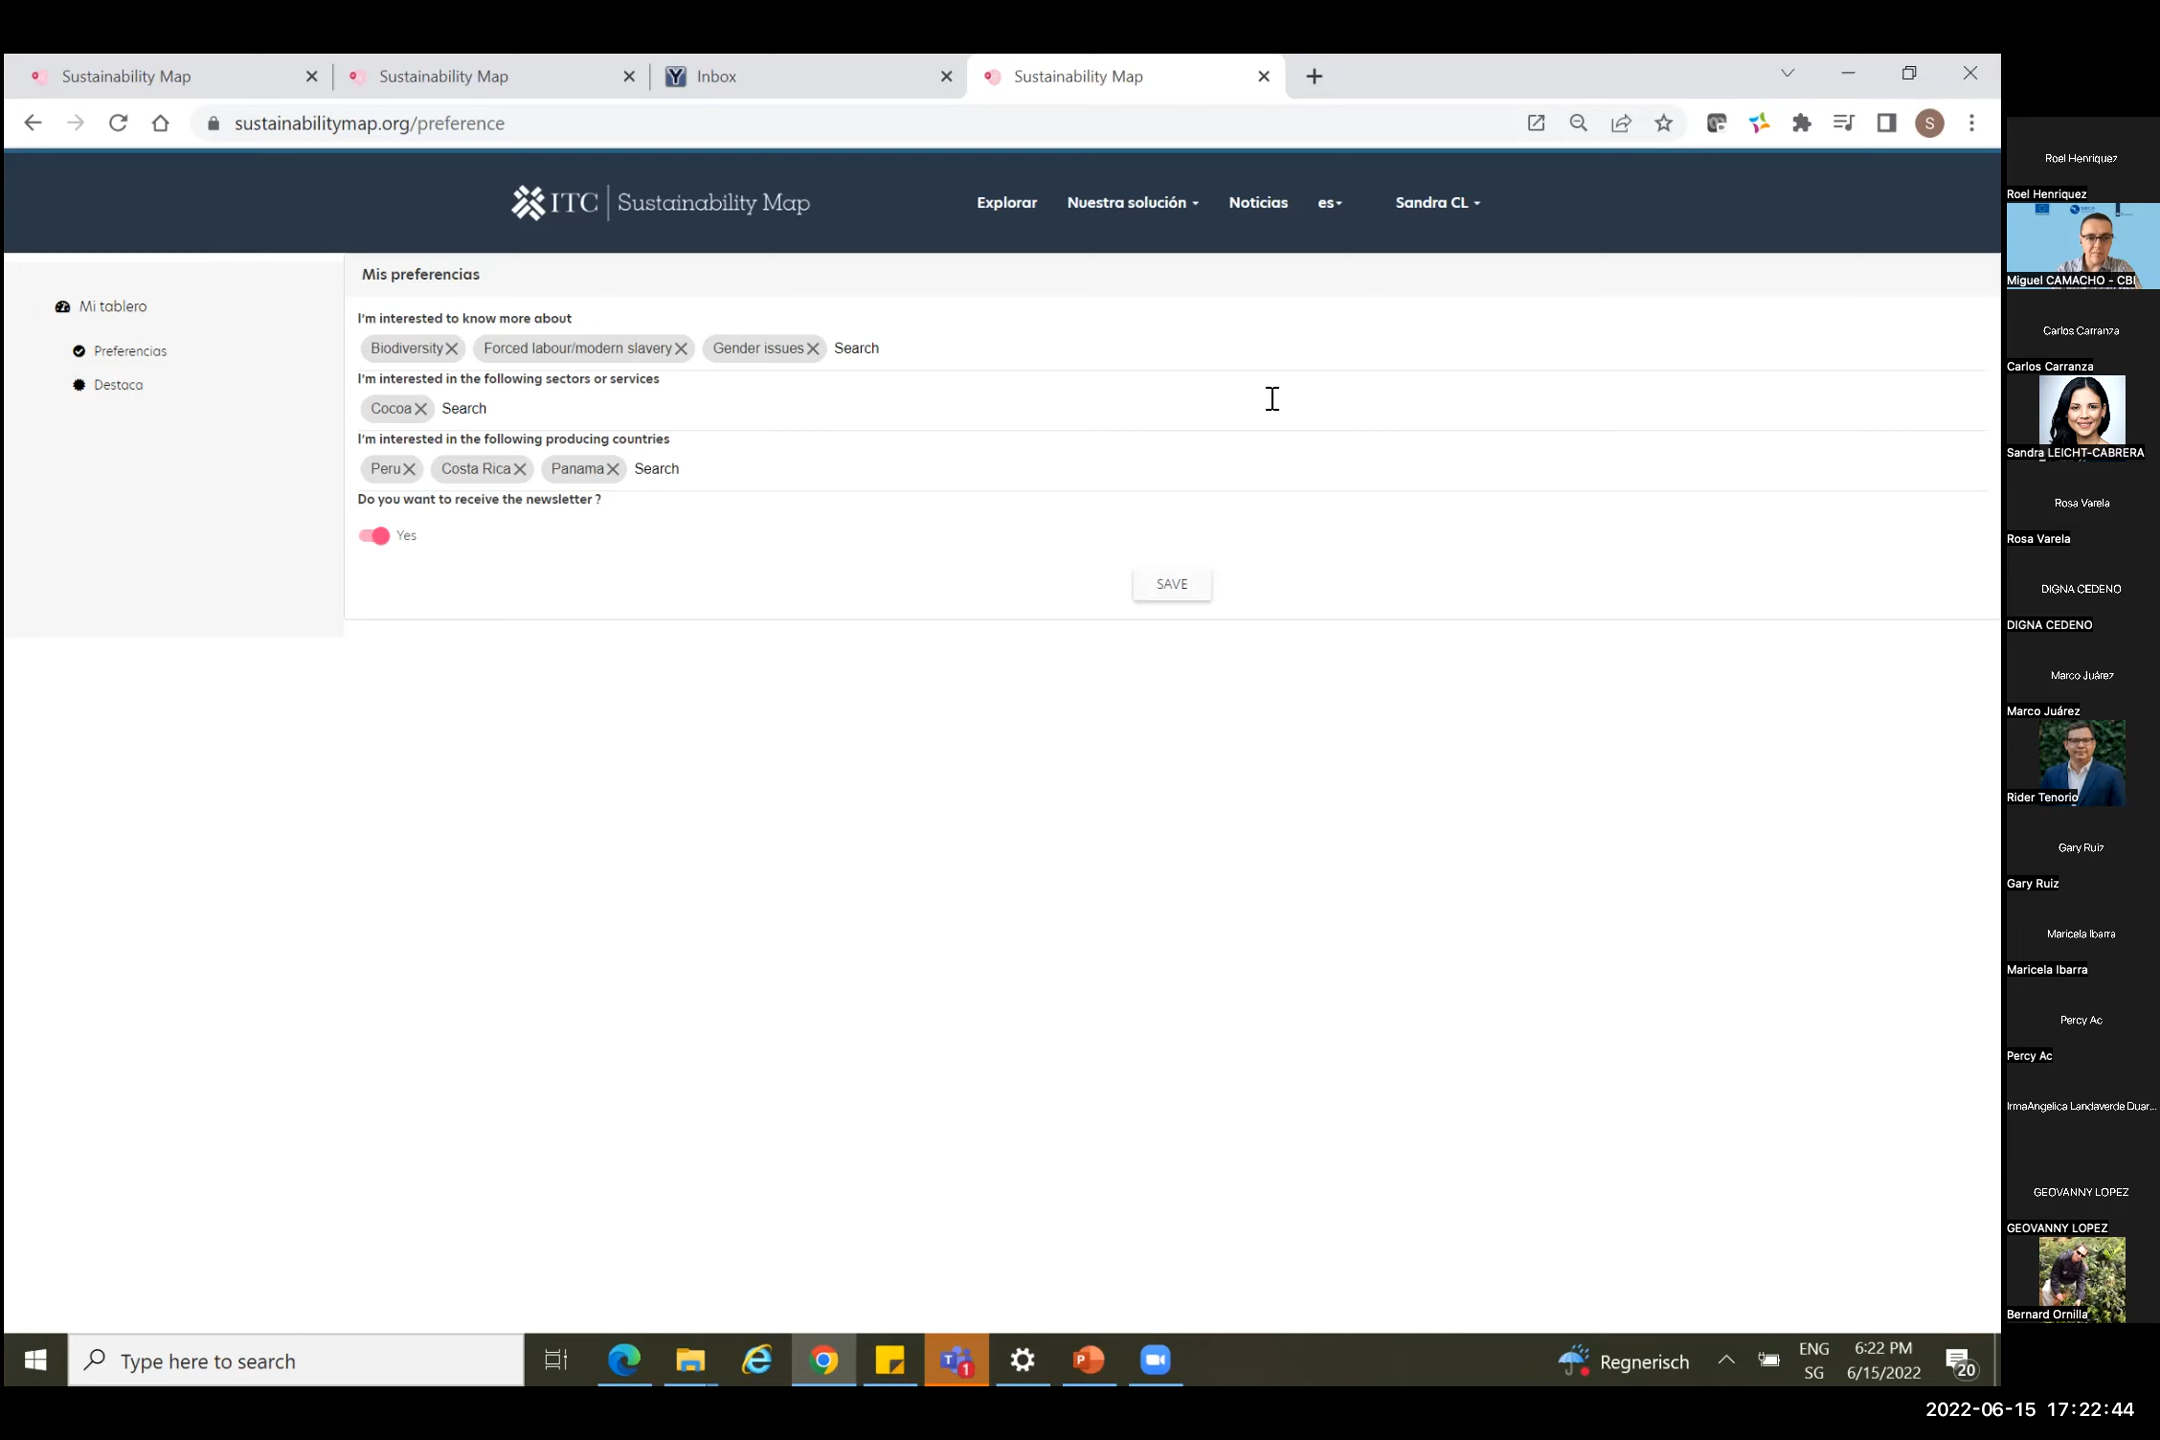 Sustainability Map
Sustainability Map
Inbox
Sustainability Map
sustainabilitymap.org/preference
S
ITC | Sustainability Map
Explorar
Nuestra solución
Noticias
es
Sandra CL
Mi tablero
Preferencias
Destaca
Mis preferencias
I'm interested to know more about
Biodiversity Forced labour/modern slavery Gender issues Search
I'm interested in the following sectors or services
Cocoa Search
I'm interested in the following producing countries
Peru Costa Rica Panama Search
Do you want to receive the newsletter ?
Yes
SAVE
Roel Henriquez
Roel Henriquez
Miguel CAMACHO - CBI
Carlos Carranza
Carlos Carranza
Sandra LEICHT-CABRERA
Rosa Varela
Rosa Varela
DIGNA CEDENO
DIGNA CEDENO
Marco Juárez
Marco Juárez
Rider Tenorio
Gary Ruiz
Gary Ruiz
Maricela Ibarra
Maricela Ibarra
Percy Ac
Percy Ac
IrmaAngelica Landaverde Duar...
GEOVANNY LOPEZ
GEOVANNY LOPEZ
Bernard Ornilla
Type here to search
1
Regnerisch
ENG
SG
6:22 PM
6/15/2022
20
2022-06-15 17:22:44